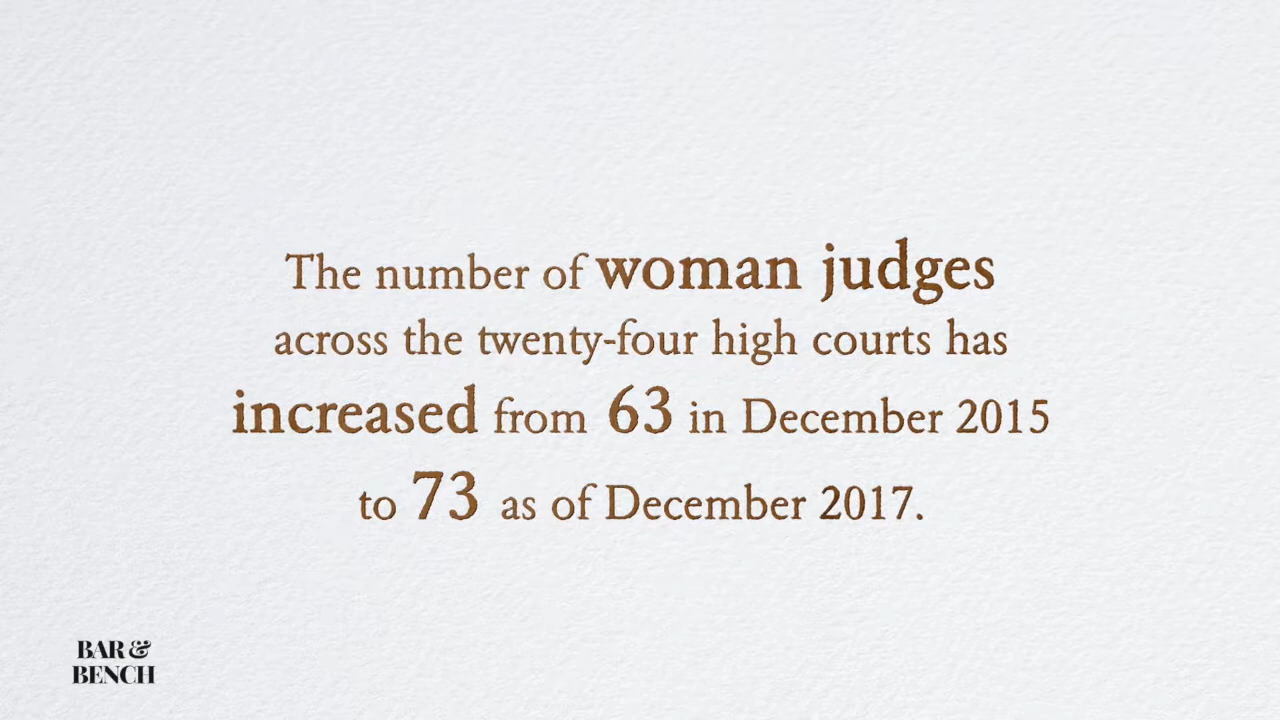 The number of woman judges
across the twenty-four high courts has
increased from 63 in December 2015
to 73 as of December 2017.
BAR &
BENCH